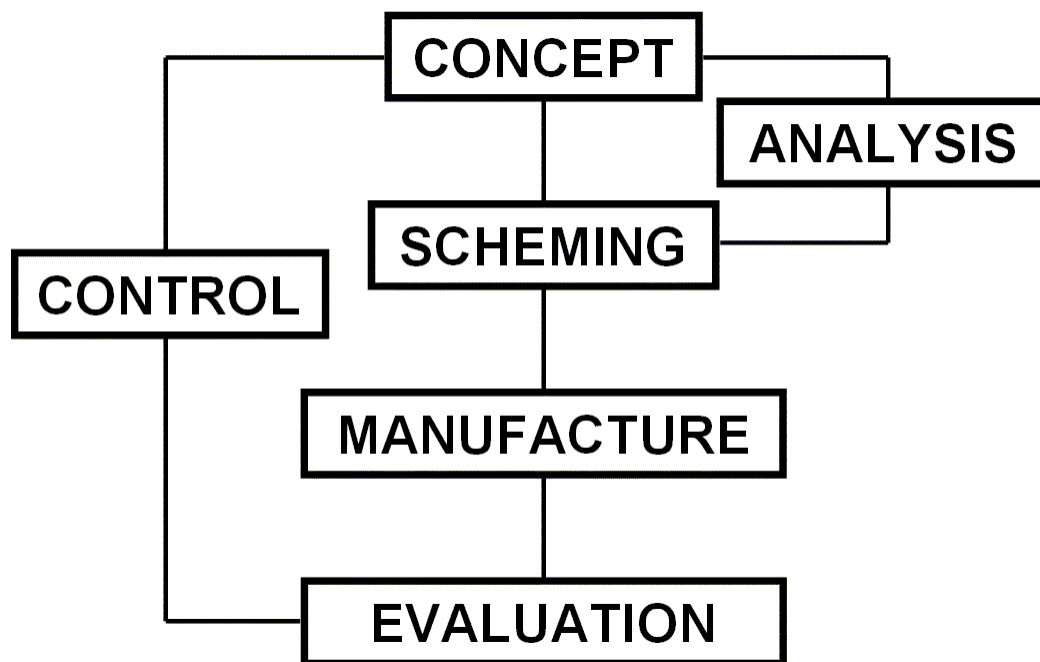 CONCEPT
ANALYSIS
SCHEMING
CONTROL
MANUFACTURE
EVALUATION